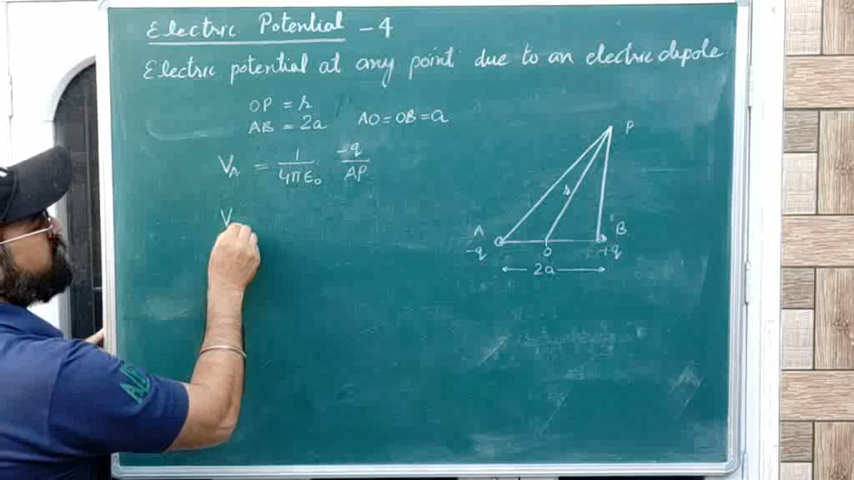 Electric Potential - 4
Electric potential at any point due to an electric dipole
OP = r
AB = 2a AO = OB = a
V_A = 1/4πε₀ -q/AP
V
P
r
A B
-q O +q
2a